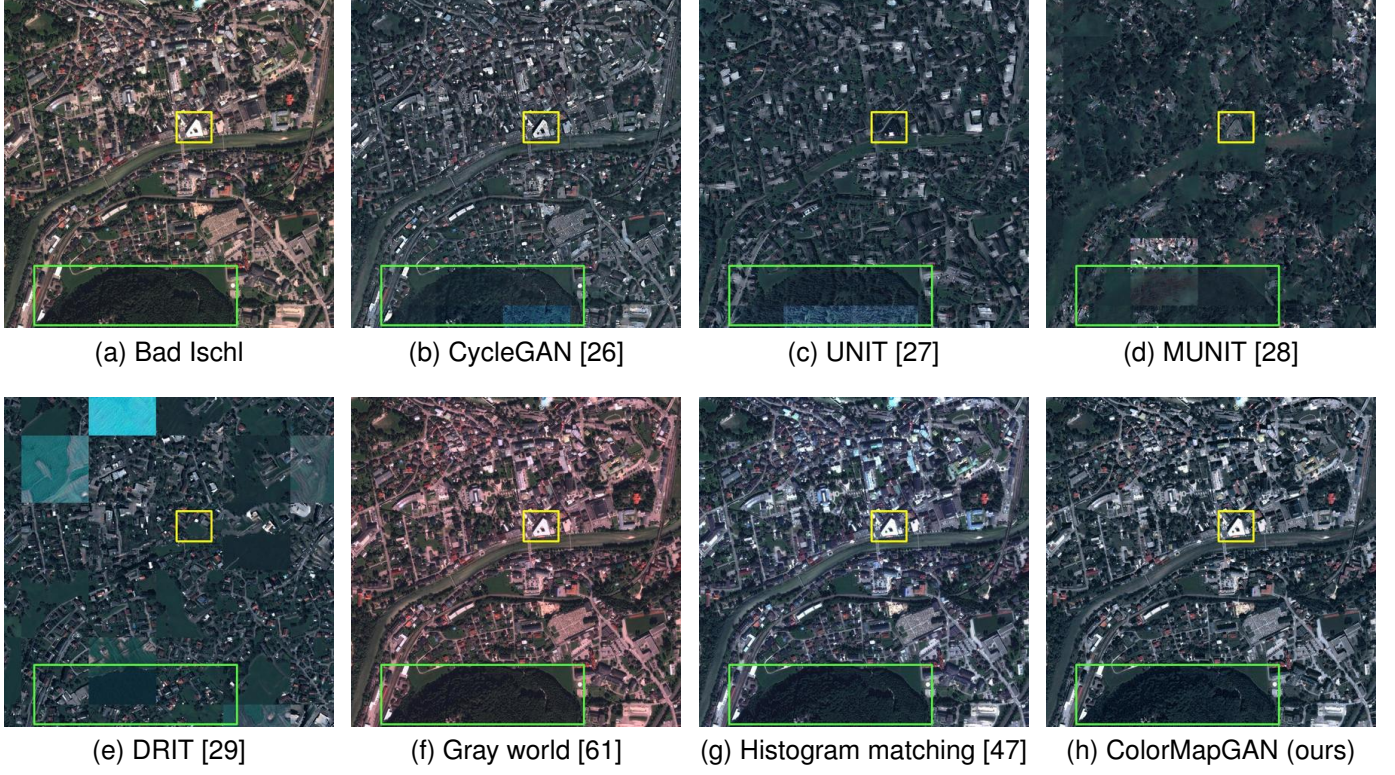 (a) Bad Ischl
(b) CycleGAN [26]
(c) UNIT [27]
(d) MUNIT [28]
(e) DRIT [29]
(f) Gray world [61]
(g) Histogram matching [47]
(h) ColorMapGAN (ours)